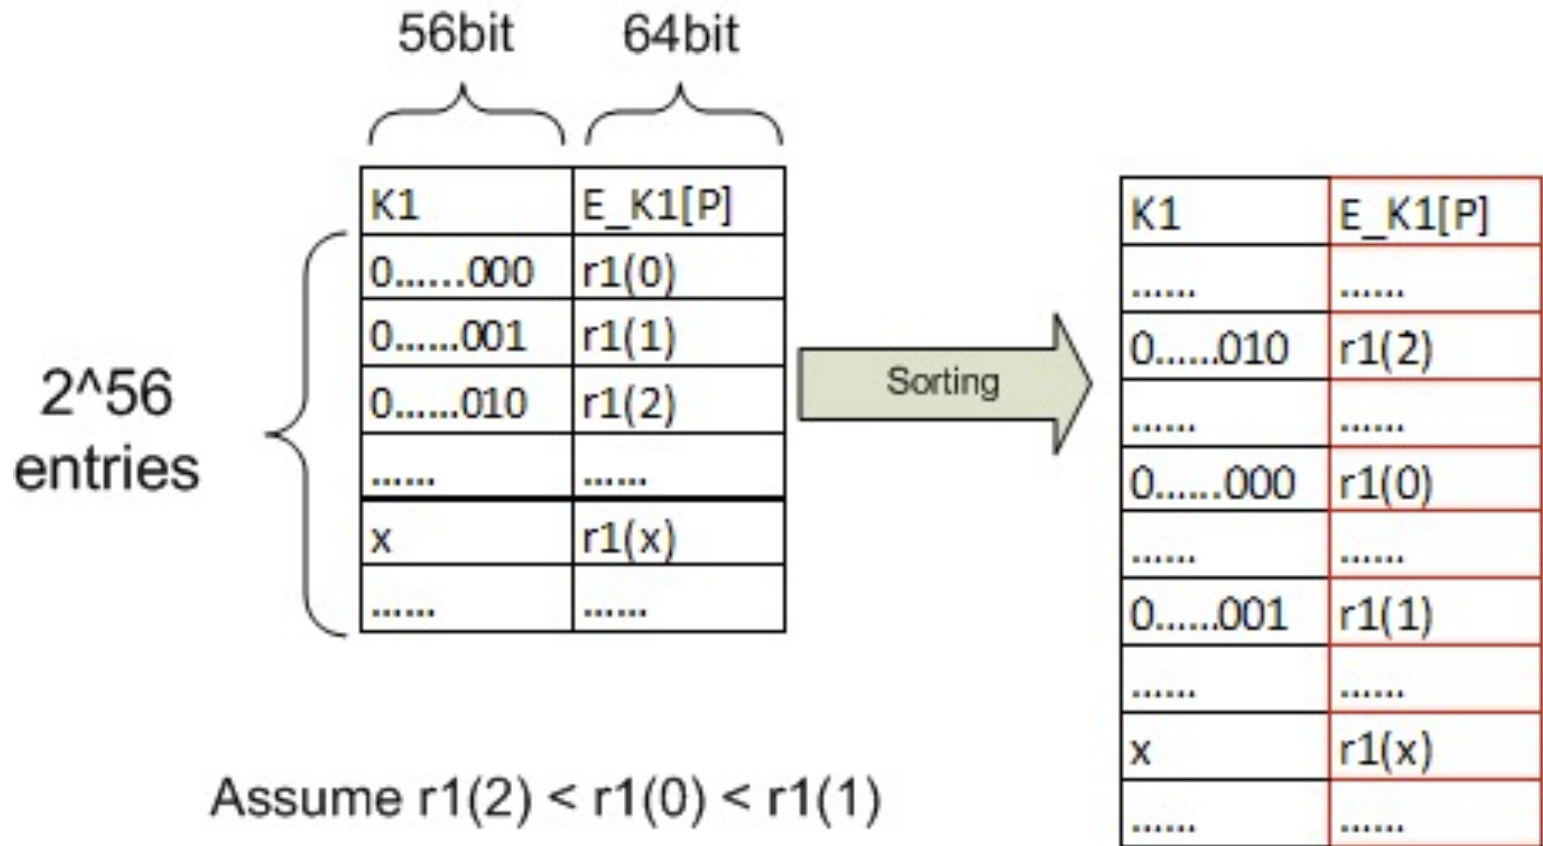 56bit 64bit
K1 E_K1[P]
0......000 r1(0)
0......001 r1(1)
0......010 r1(2)
...... ......
x r1(x)
...... ......
2^56
entries
Sorting
K1 E_K1[P]
...... ......
0......010 r1(2)
...... ......
0......000 r1(0)
...... ......
0......001 r1(1)
...... ......
x r1(x)
...... ......
Assume r1(2) < r1(0) < r1(1)